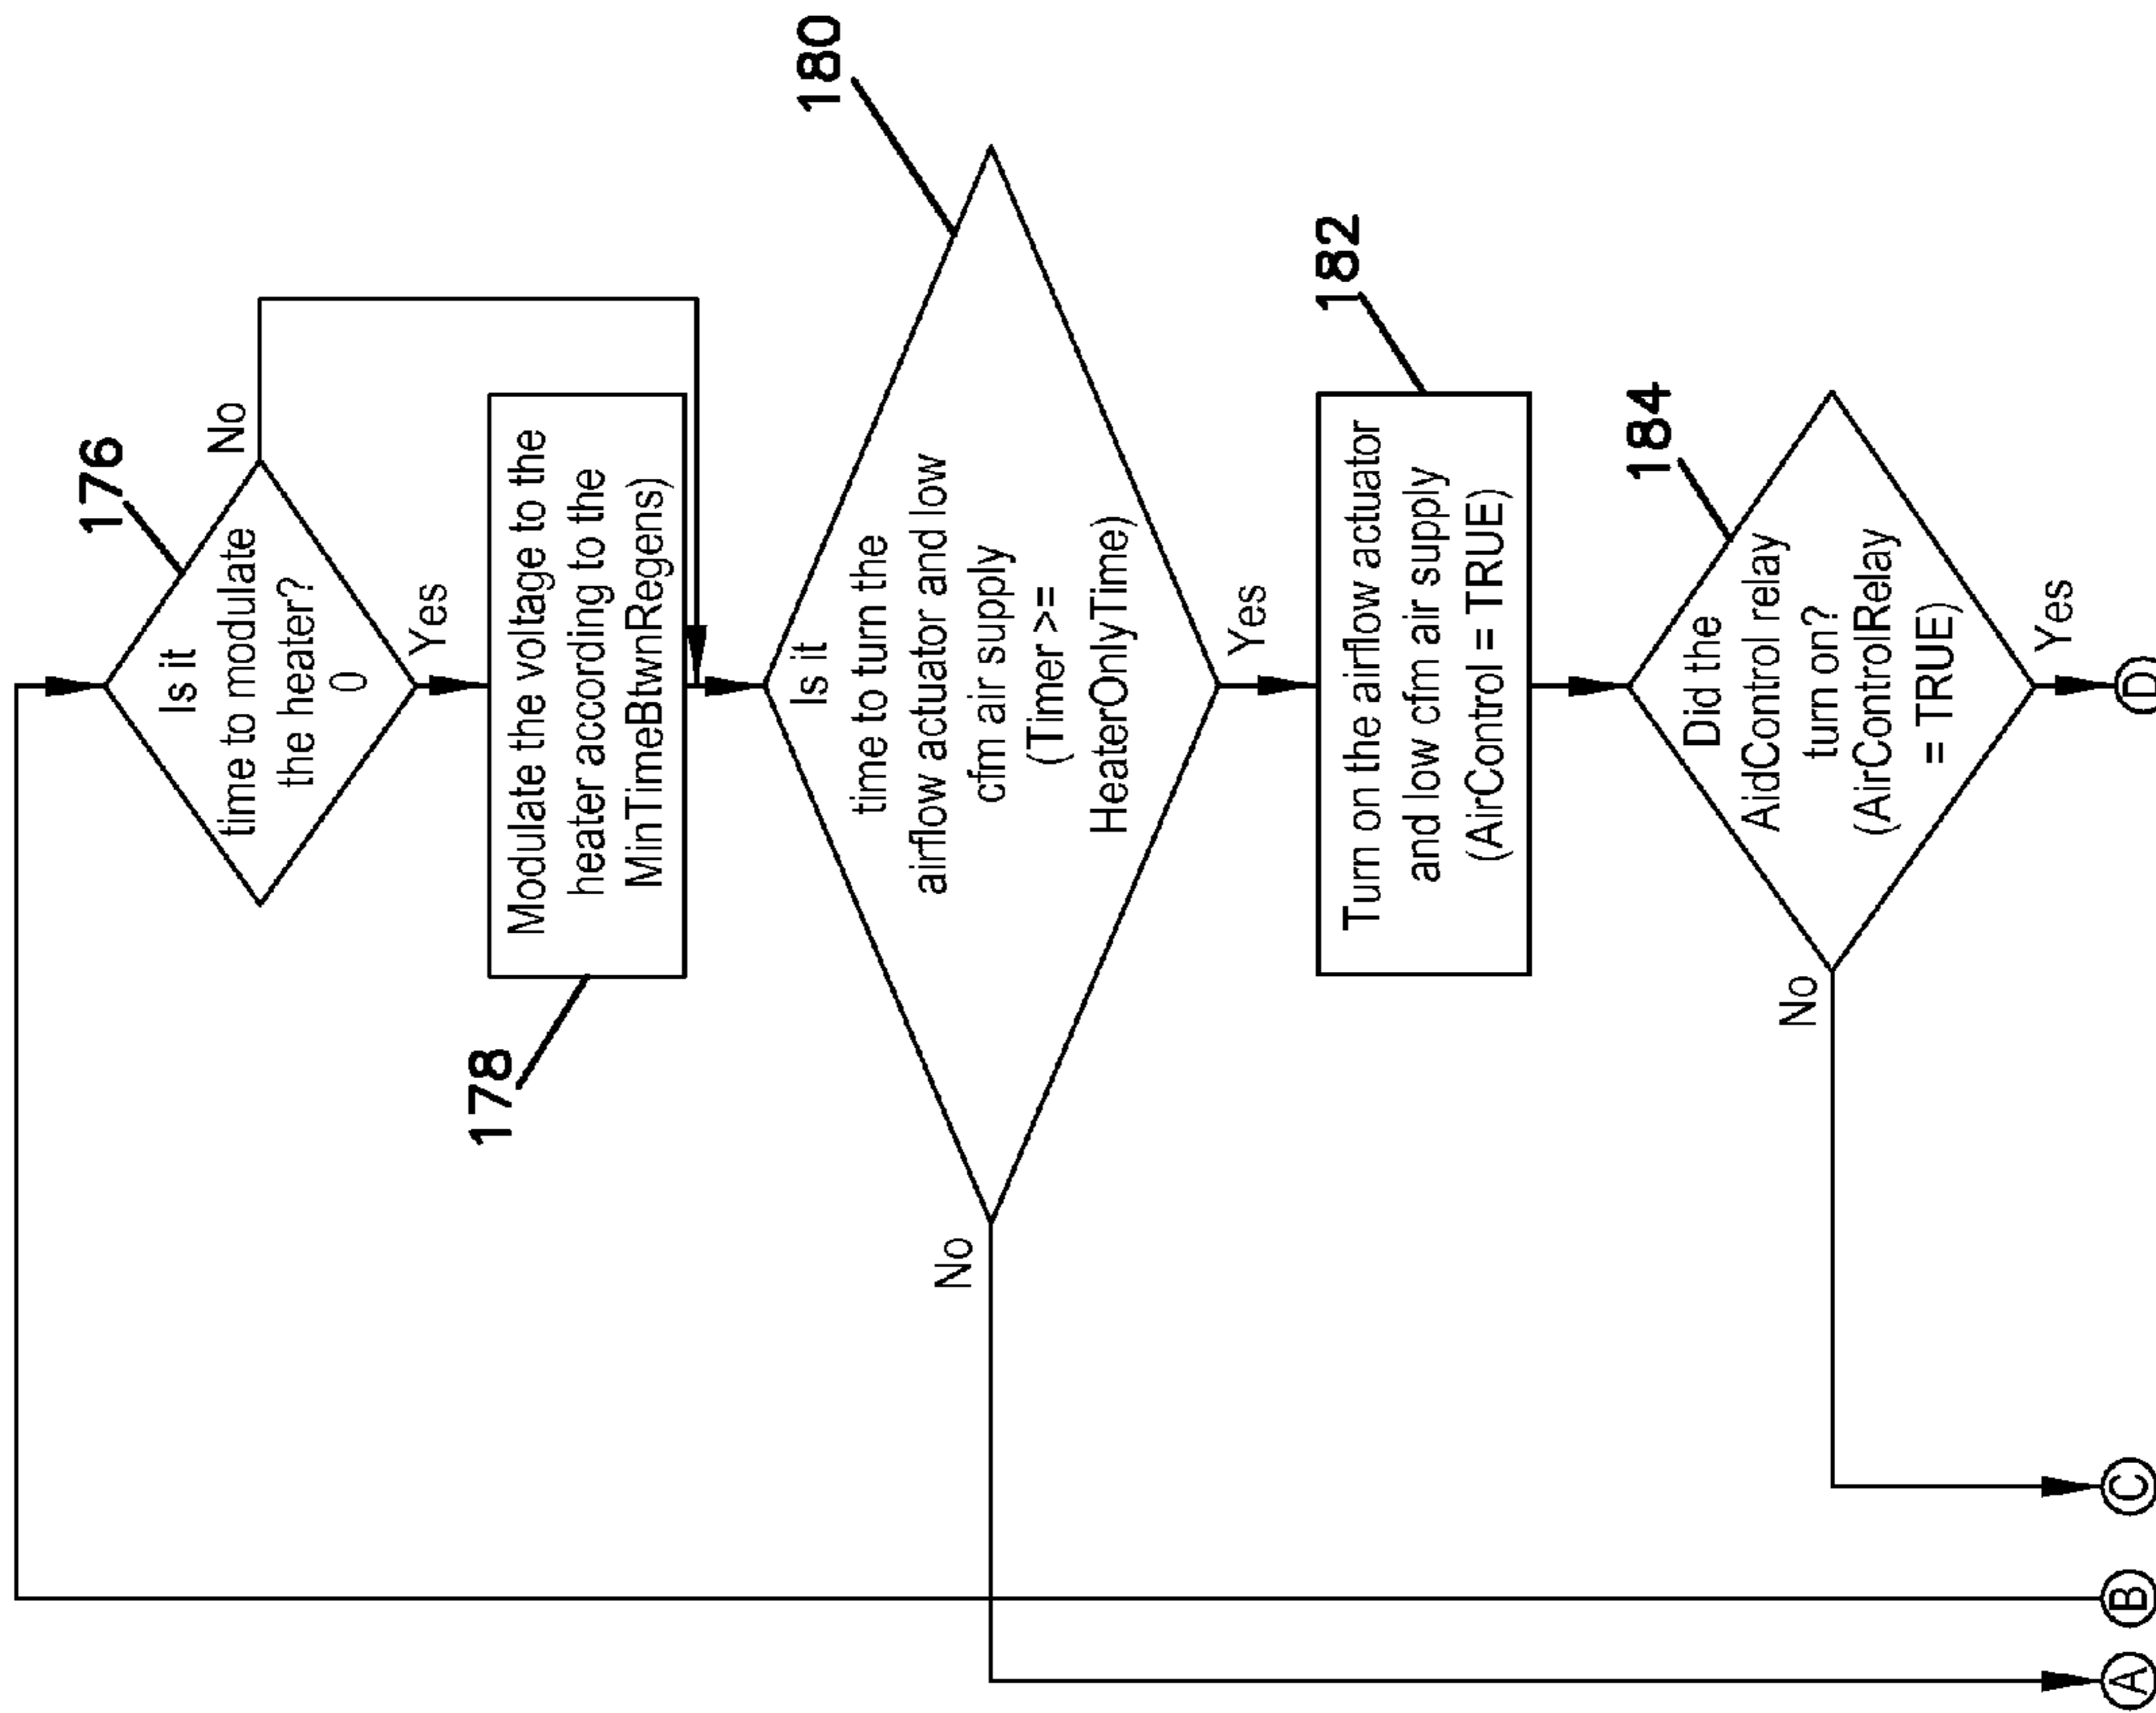 176
Is it
time to modulate
the heater?
()
No
Yes
178
Modulate the voltage to the
heater according to the
MinTimeBtwnRegens)
180
Is it
time to turn the
airflow actuator and low
cfm air supply
(Timer >=
HeaterOnlyTime)
No
Yes
182
Turn on the airflow actuator
and low cfm air supply
(AirControl = TRUE)
184
Did the
AidControl relay
turn on?
(AirControlRelay
= TRUE)
No
Yes
A
B
C
D